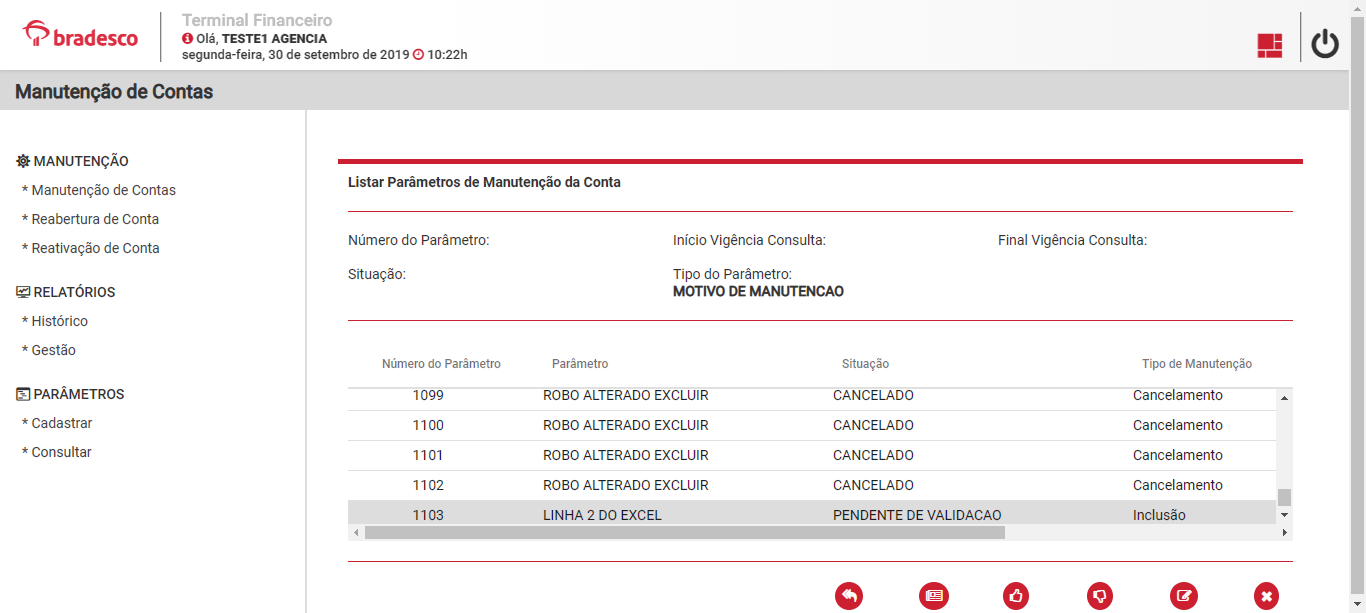 bradesco
Terminal Financeiro
Olá, TESTE1 AGENCIA
segunda-feira, 30 de setembro de 2019 10:22h
Manutenção de Contas
MANUTENÇÃO
* Manutenção de Contas
* Reabertura de Conta
* Reativação de Conta
RELATÓRIOS
* Histórico
* Gestão
PARÂMETROS
* Cadastrar
* Consultar
Listar Parâmetros de Manutenção da Conta
Número do Parâmetro: Início Vigência Consulta: Final Vigência Consulta:
Situação: Tipo do Parâmetro:
MOTIVO DE MANUTENCAO
Número do Parâmetro Parâmetro Situação Tipo de Manutenção
1099 ROBO ALTERADO EXCLUIR CANCELADO Cancelamento
1100 ROBO ALTERADO EXCLUIR CANCELADO Cancelamento
1101 ROBO ALTERADO EXCLUIR CANCELADO Cancelamento
1102 ROBO ALTERADO EXCLUIR CANCELADO Cancelamento
1103 LINHA 2 DO EXCEL PENDENTE DE VALIDACAO Inclusão